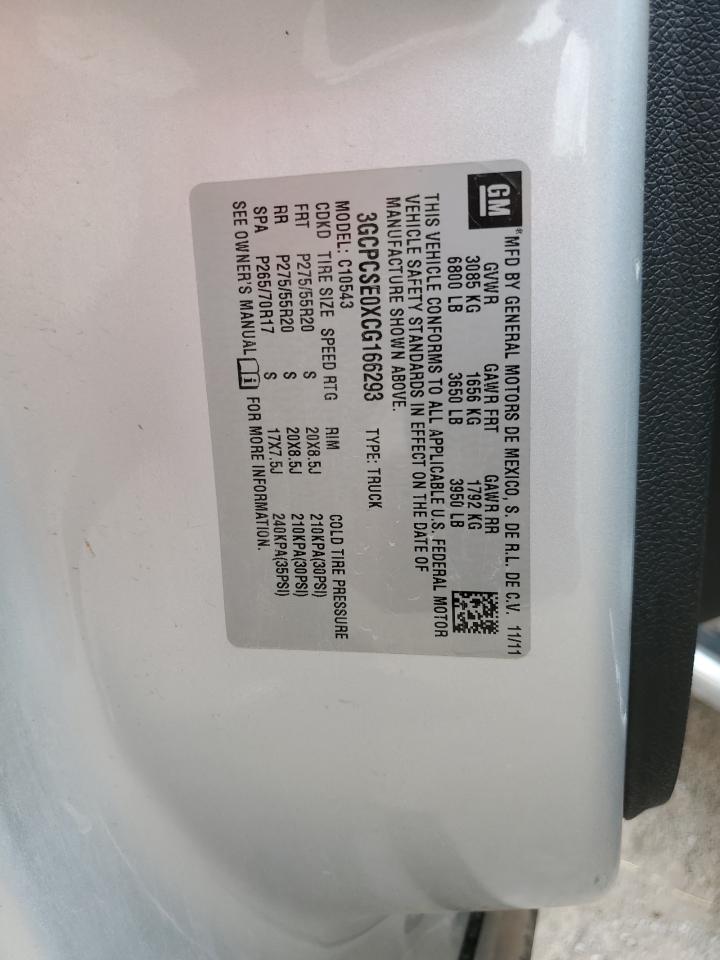 GM
MFD BY GENERAL MOTORS DE MEXICO, S. DE R.L. DE C.V. 11/11
GVWR GAWR FRT GAWR RR
3085 KG 1656 KG 1792 KG
6800 LB 3650 LB 3950 LB
THIS VEHICLE CONFORMS TO ALL APPLICABLE U.S. FEDERAL MOTOR
VEHICLE SAFETY STANDARDS IN EFFECT ON THE DATE OF
MANUFACTURE SHOWN ABOVE.
3GCPCSE0XCG166293 TYPE: TRUCK
MODEL: C10543
CDKD TIRE SIZE SPEED RTG RIM COLD TIRE PRESSURE
FRT P275/55R20 S 20X8.5J 210KPA(30PSI)
RR P275/55R20 S 20X8.5J 210KPA(30PSI)
SPA P265/70R17 S 17X7.5J 240KPA(35PSI)
SEE OWNER'S MANUAL FOR MORE INFORMATION.